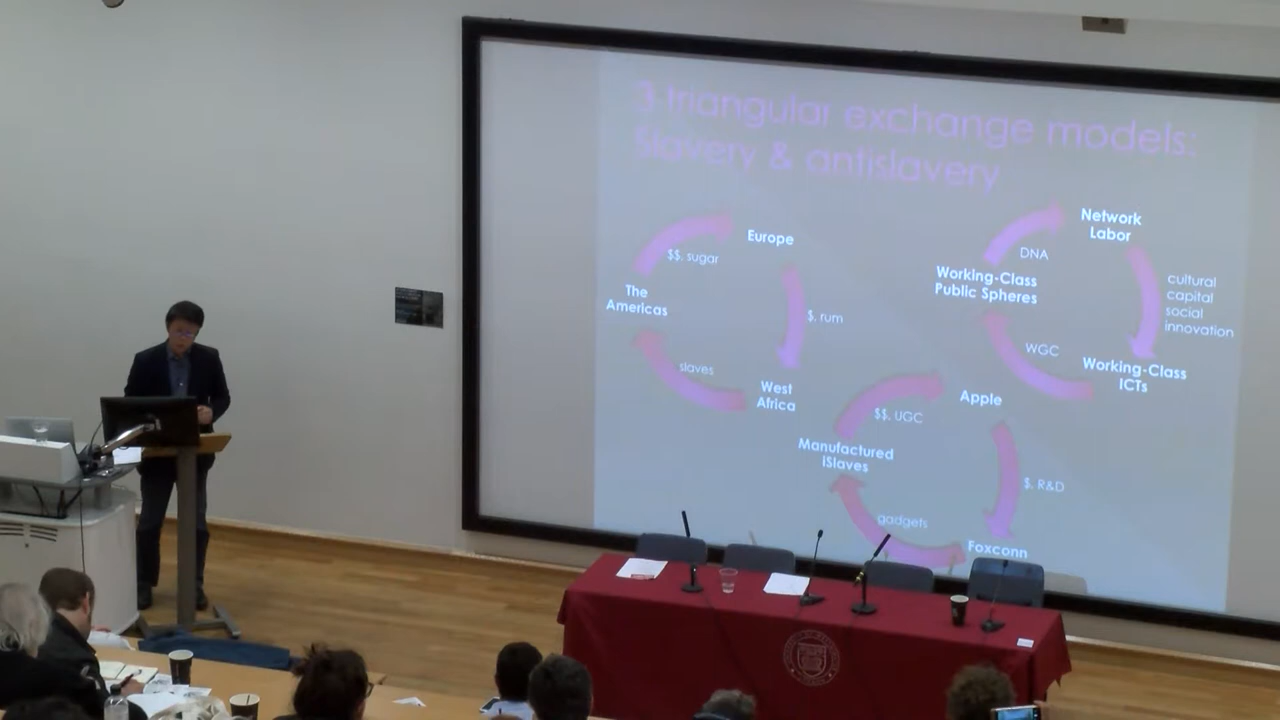 3 triangular exchange models:
Slavery & antislavery
Europe
$$. sugar
The
Americas
$. rum
slaves
West
Africa
Network
Labor
DNA
Working-Class
Public Spheres
cultural
capital
social
innovation
WGC
Working-Class
ICTs
Apple
$$. UGC
Manufactured
iSlaves
$. R&D
gadgets
Foxconn